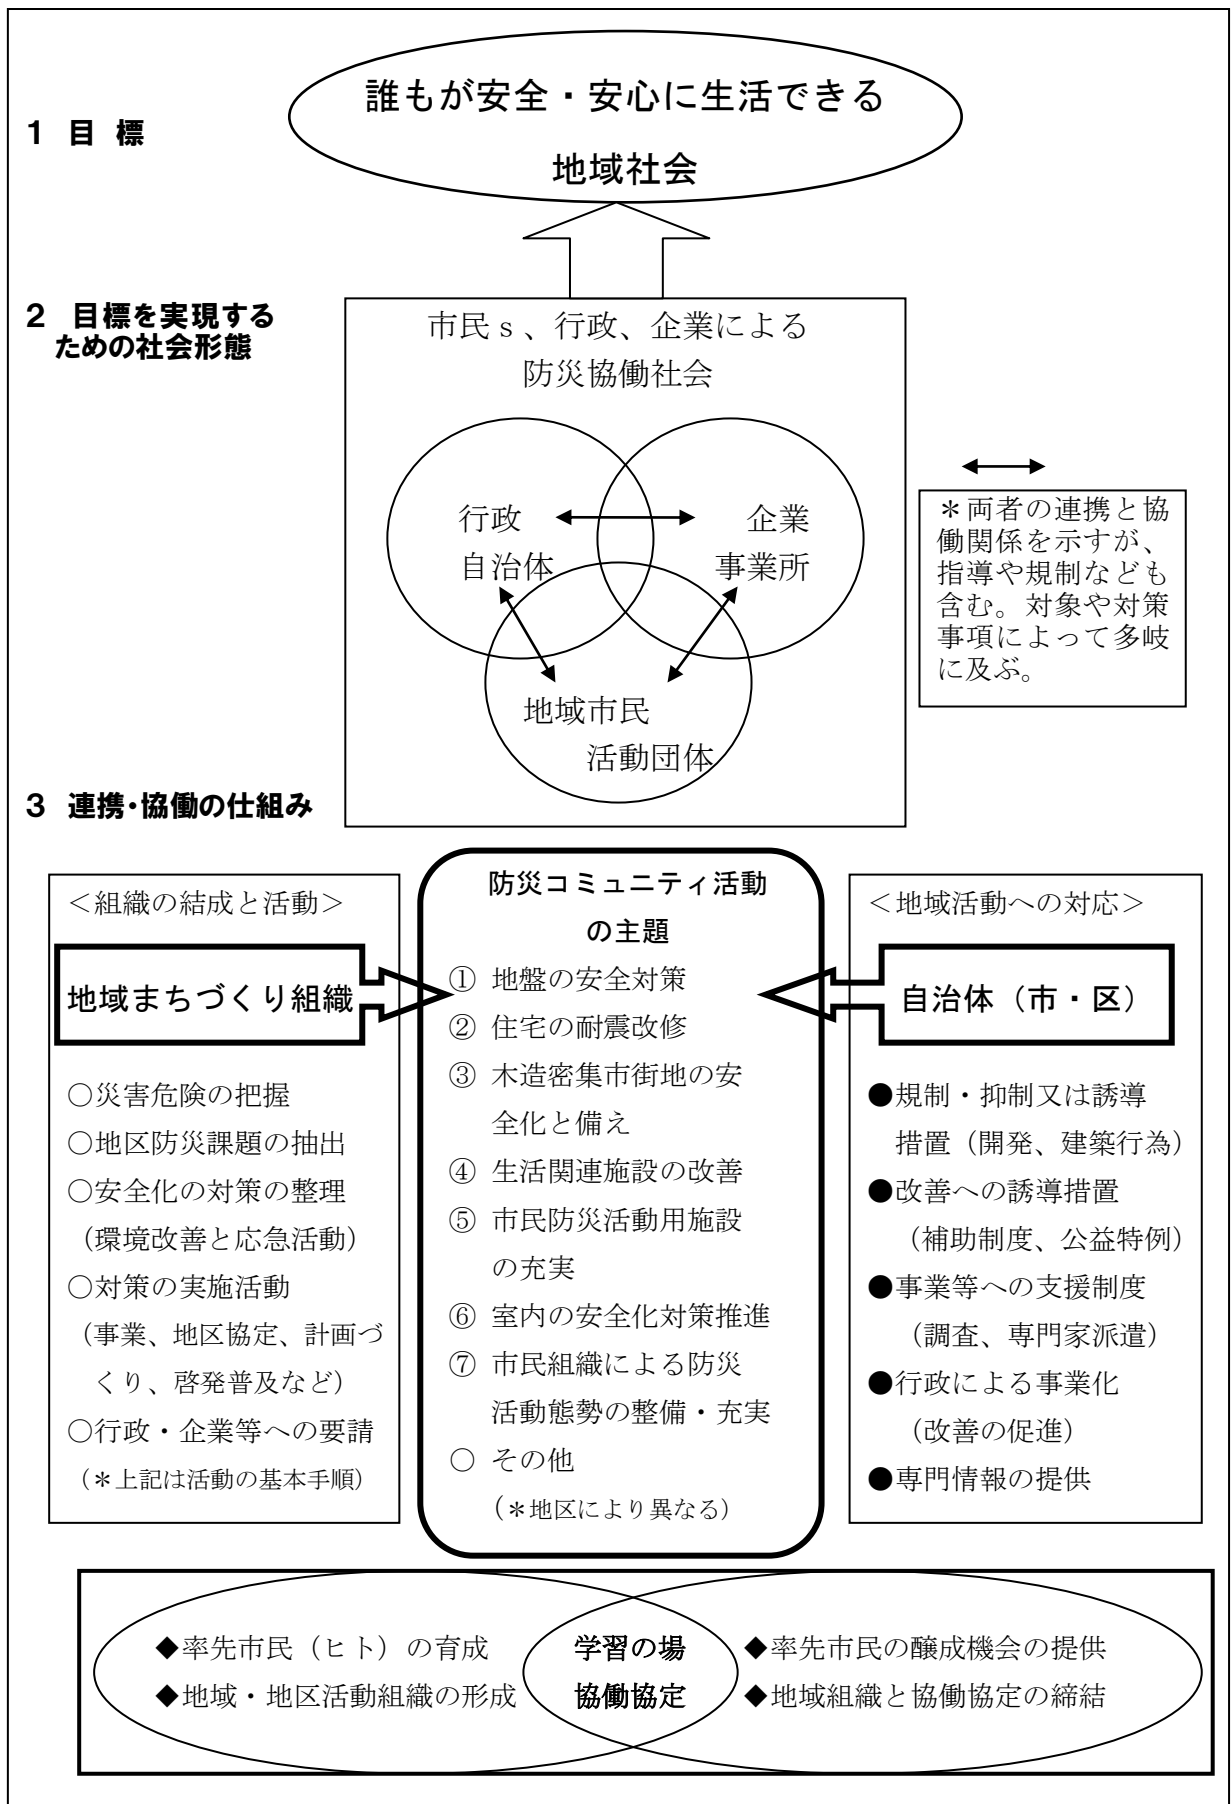 誰もが安全・安心に生活できる
地域社会
1 目 標
2 目標を実現する
ための社会形態
市民ｓ、行政、企業による
防災協働社会
行政
自治体
企業
事業所
地域市民
活動団体
＊両者の連携と協
働関係を示すが、
指導や規制なども
含む。対象や対策
事項によって多岐
に及ぶ。
3 連携・協働の仕組み
＜組織の結成と活動＞
地域まちづくり組織
○災害危険の把握
○地区防災課題の抽出
○安全化の対策の整理
（環境改善と応急活動）
○対策の実施活動
（事業、地区協定、計画づ
くり、啓発普及など）
○行政・企業等への要請
（＊上記は活動の基本手順）
防災コミュニティ活動
の主題
① 地盤の安全対策
② 住宅の耐震改修
③ 木造密集市街地の安
全化と備え
④ 生活関連施設の改善
⑤ 市民防災活動用施設
の充実
⑥ 室内の安全化対策推進
⑦ 市民組織による防災
活動態勢の整備・充実
○ その他
（＊地区により異なる）
＜地域活動への対応＞
自治体（市・区）
●規制・抑制又は誘導
措置（開発、建築行為）
●改善への誘導措置
（補助制度、公益特例）
●事業等への支援制度
（調査、専門家派遣）
●行政による事業化
（改善の促進）
●専門情報の提供
◆率先市民（ヒト）の育成
◆地域・地区活動組織の形成
学習の場
協働協定
◆率先市民の醸成機会の提供
◆地域組織と協働協定の締結